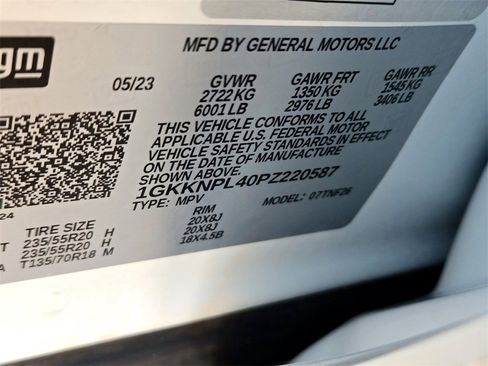 gm
MFD BY GENERAL MOTORS LLC
05/23 GVWR GAWR FRT GAWR RR
2722 KG 1350 KG 1545 KG
6001 LB 2976 LB 3406 LB
THIS VEHICLE CONFORMS TO ALL
APPLICABLE U.S. FEDERAL MOTOR
VEHICLE SAFETY STANDARDS IN EFFECT
ON THE DATE OF MANUFACTURE
SHOWN ABOVE.
1GKKNPL40PZ220587
TYPE: MPV MODEL: 07TNF26
24
TIRE SIZE RIM
235/55R20 H 20X8J
235/55R20 H 20X8J
T135/70R18 M 18X4.5B